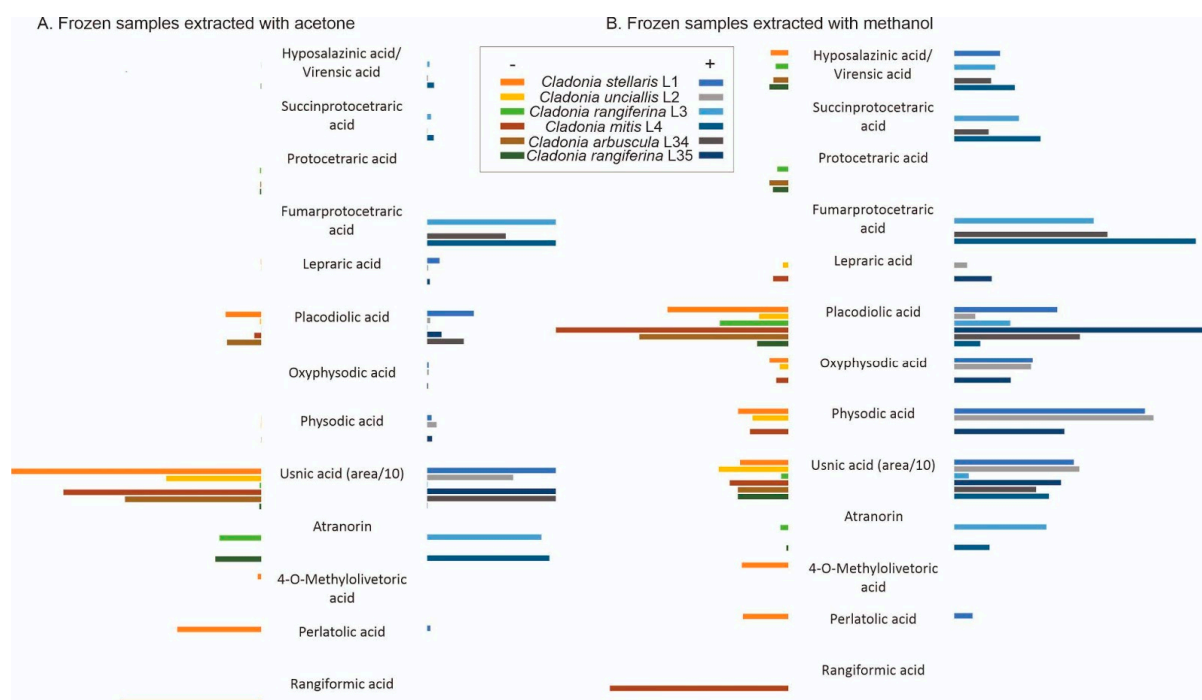 A. Frozen samples extracted with acetone
B. Frozen samples extracted with methanol
Hyposalazinic acid/
Virensic acid
Succinprotocetraric
acid
Protocetraric acid
Fumarprotocetraric
acid
Lepraric acid
Placodiolic acid
Oxyphysodic acid
Physodic acid
Usnic acid (area/10)
Atranorin
4-O-Methylolivetoric
acid
Perlatolic acid
Rangiformic acid
- +
Cladonia stellaris L1
Cladonia unciallis L2
Cladonia rangiferina L3
Cladonia mitis L4
Cladonia arbuscula L34
Cladonia rangiferina L35
Hyposalazinic acid/
Virensic acid
Succinprotocetraric
acid
Protocetraric acid
Fumarprotocetraric
acid
Lepraric acid
Placodiolic acid
Oxyphysodic acid
Physodic acid
Usnic acid (area/10)
Atranorin
4-O-Methylolivetoric
acid
Perlatolic acid
Rangiformic acid